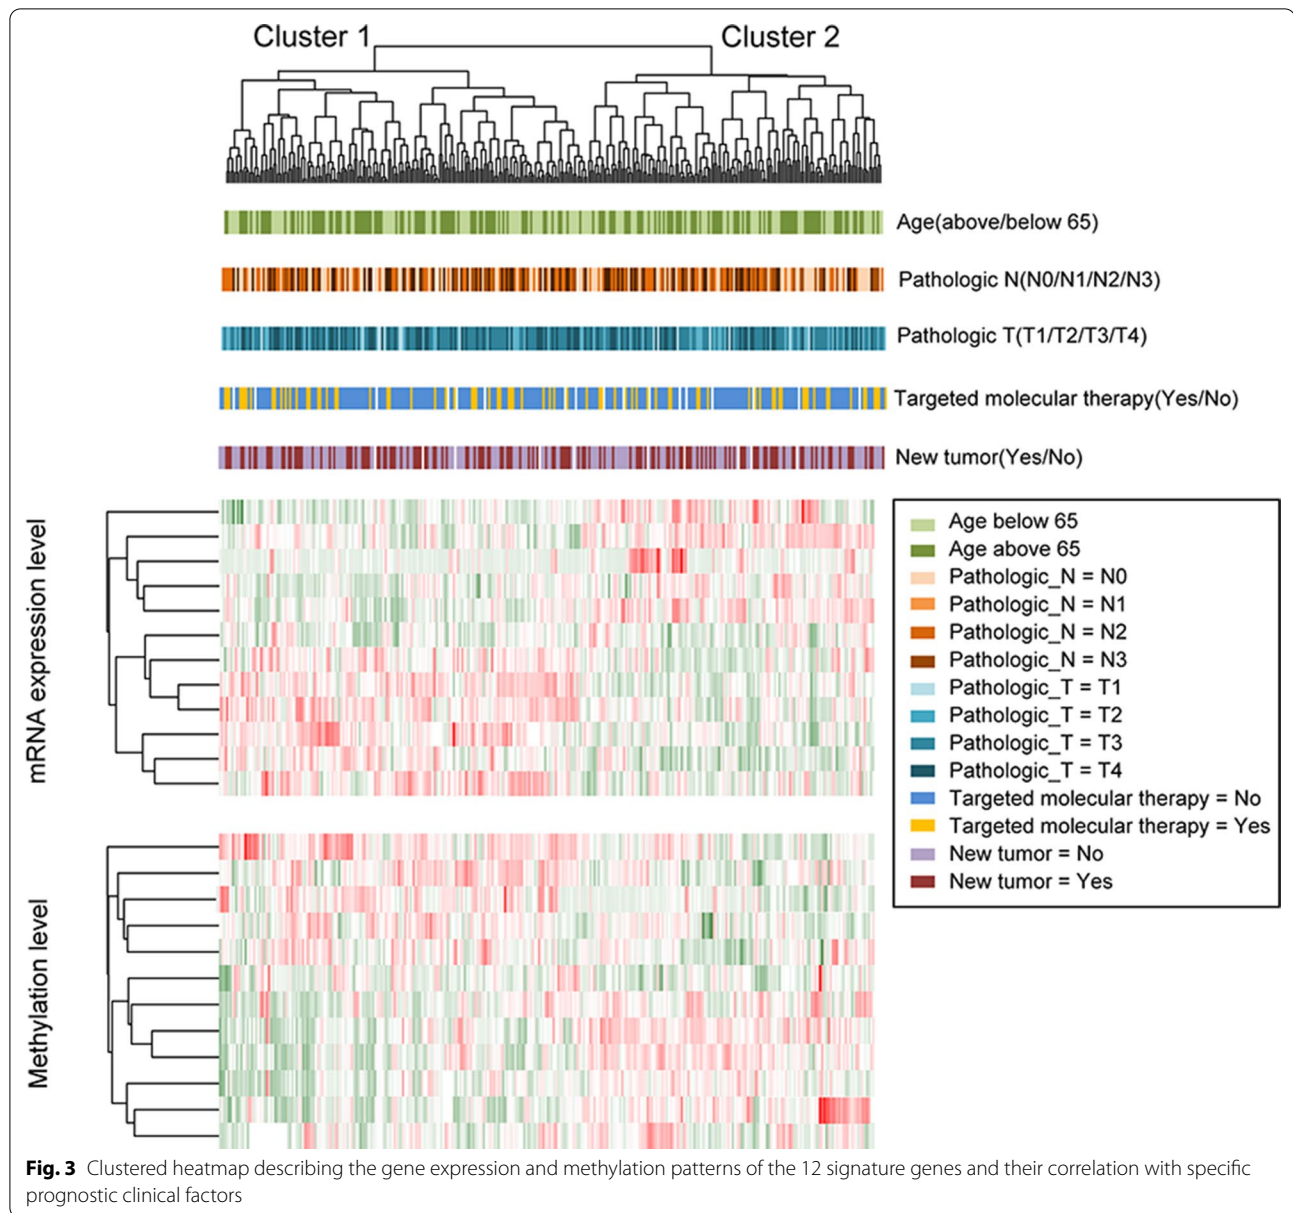 Cluster 1
Cluster 2
Age(above/below 65)
Pathologic N(N0/N1/N2/N3)
Pathologic T(T1/T2/T3/T4)
Targeted molecular therapy(Yes/No)
New tumor(Yes/No)
mRNA expression level
Age below 65
Age above 65
Pathologic_N = N0
Pathologic_N = N1
Pathologic_N = N2
Pathologic_N = N3
Pathologic_T = T1
Pathologic_T = T2
Pathologic_T = T3
Pathologic_T = T4
Targeted molecular therapy = No
Targeted molecular therapy = Yes
New tumor = No
New tumor = Yes
Methylation level
Fig. 3 Clustered heatmap describing the gene expression and methylation patterns of the 12 signature genes and their correlation with specific
prognostic clinical factors